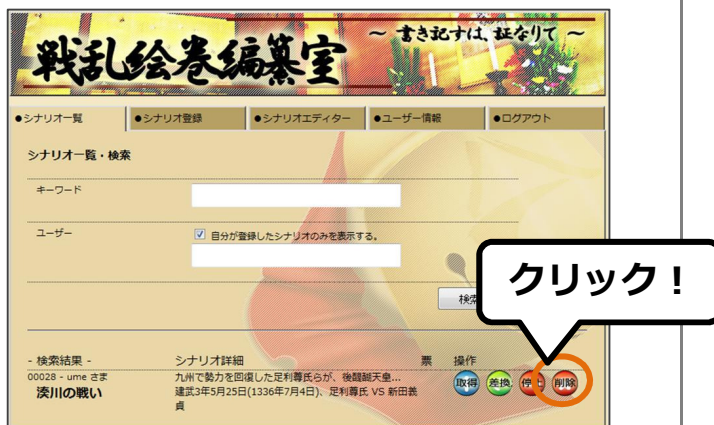 戦乱絵巻編纂室
～ 書き記すは、証なりて ～
●シナリオ一覧
●シナリオ登録
●シナリオエディター
●ユーザー情報
●ログアウト
シナリオ一覧・検索
キーワード
ユーザー
自分が登録したシナリオのみを表示する。
クリック！
検索
- 検索結果 -
シナリオ詳細
票
操作
00028 - ume さま
湊川の戦い
九州で勢力を回復した足利尊氏らが、後醍醐天皇...
建武3年5月25日(1336年7月4日)、足利尊氏 VS 新田義
貞
取得
差換
停止
削除